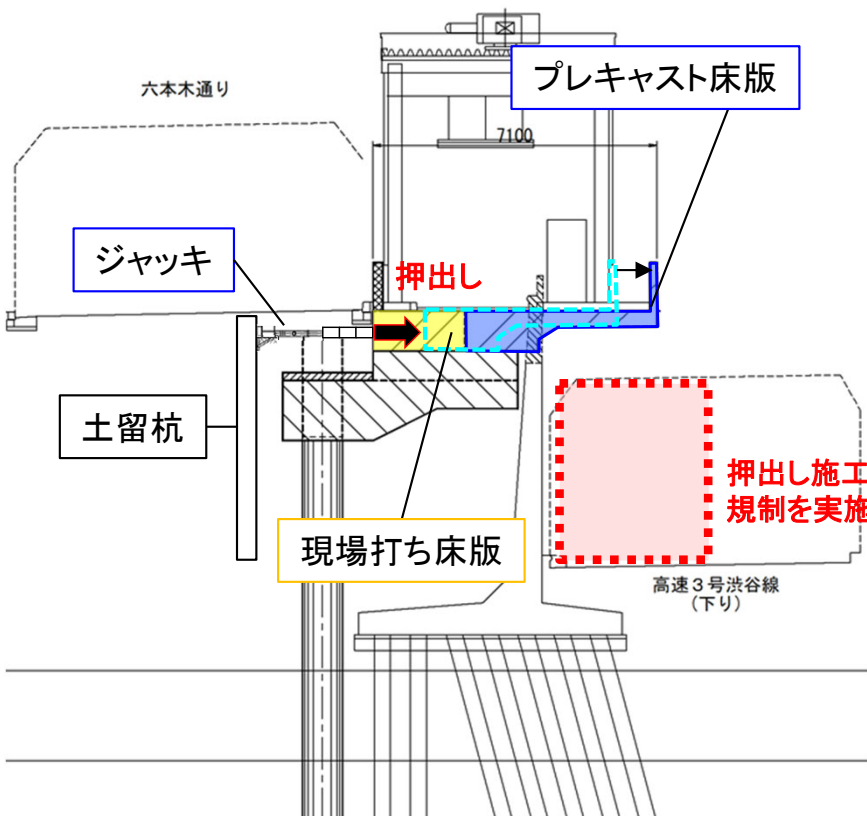 六本木通り
プレキャスト床版
7100
ジャッキ
押出し
土留杭
押出し施工
規制を実施
現場打ち床版
高速3号渋谷線
(下り)